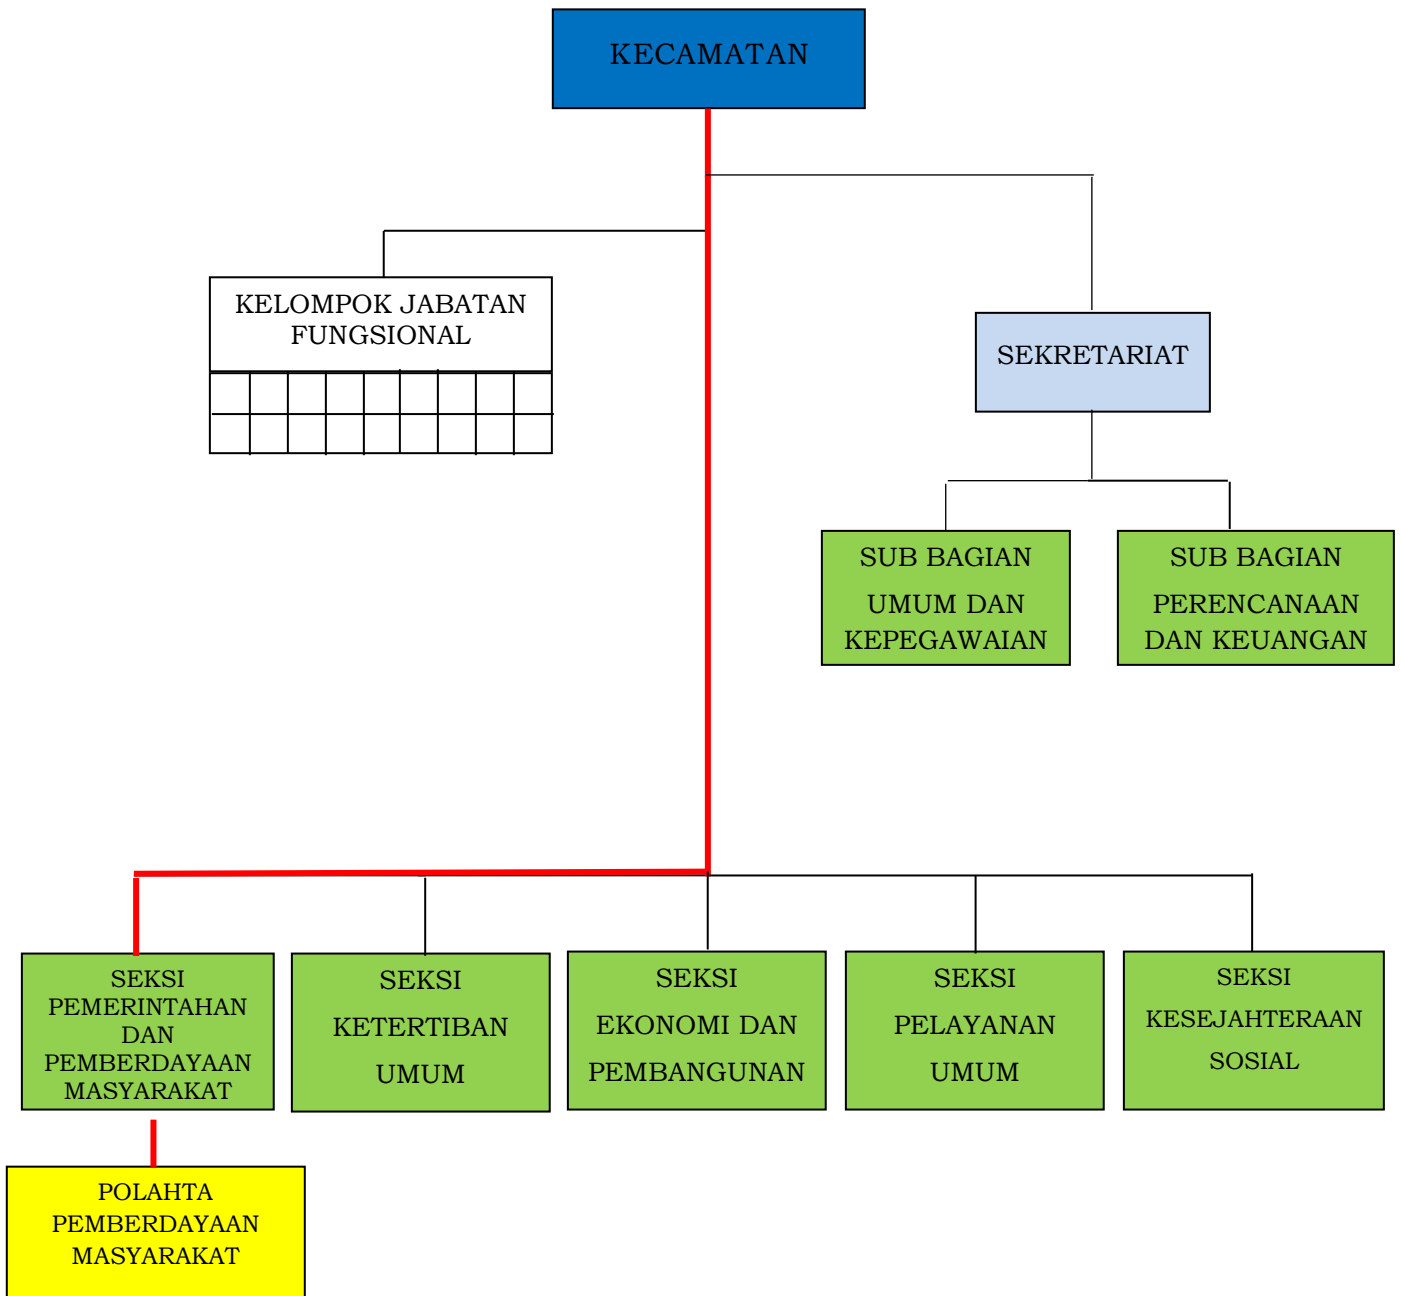 KECAMATAN
KELOMPOK JABATAN
FUNGSIONAL
SEKRETARIAT
SUB BAGIAN
UMUM DAN
KEPEGAWAIAN
SUB BAGIAN
PERENCANAAN
DAN KEUANGAN
SEKSI
PEMERINTAHAN
DAN
PEMBERDAYAAN
MASYARAKAT
SEKSI
KETERTIBAN
UMUM
SEKSI
EKONOMI DAN
PEMBANGUNAN
SEKSI
PELAYANAN
UMUM
SEKSI
KESEJAHTERAAN
SOSIAL
POLAHTA
PEMBERDAYAAN
MASYARAKAT